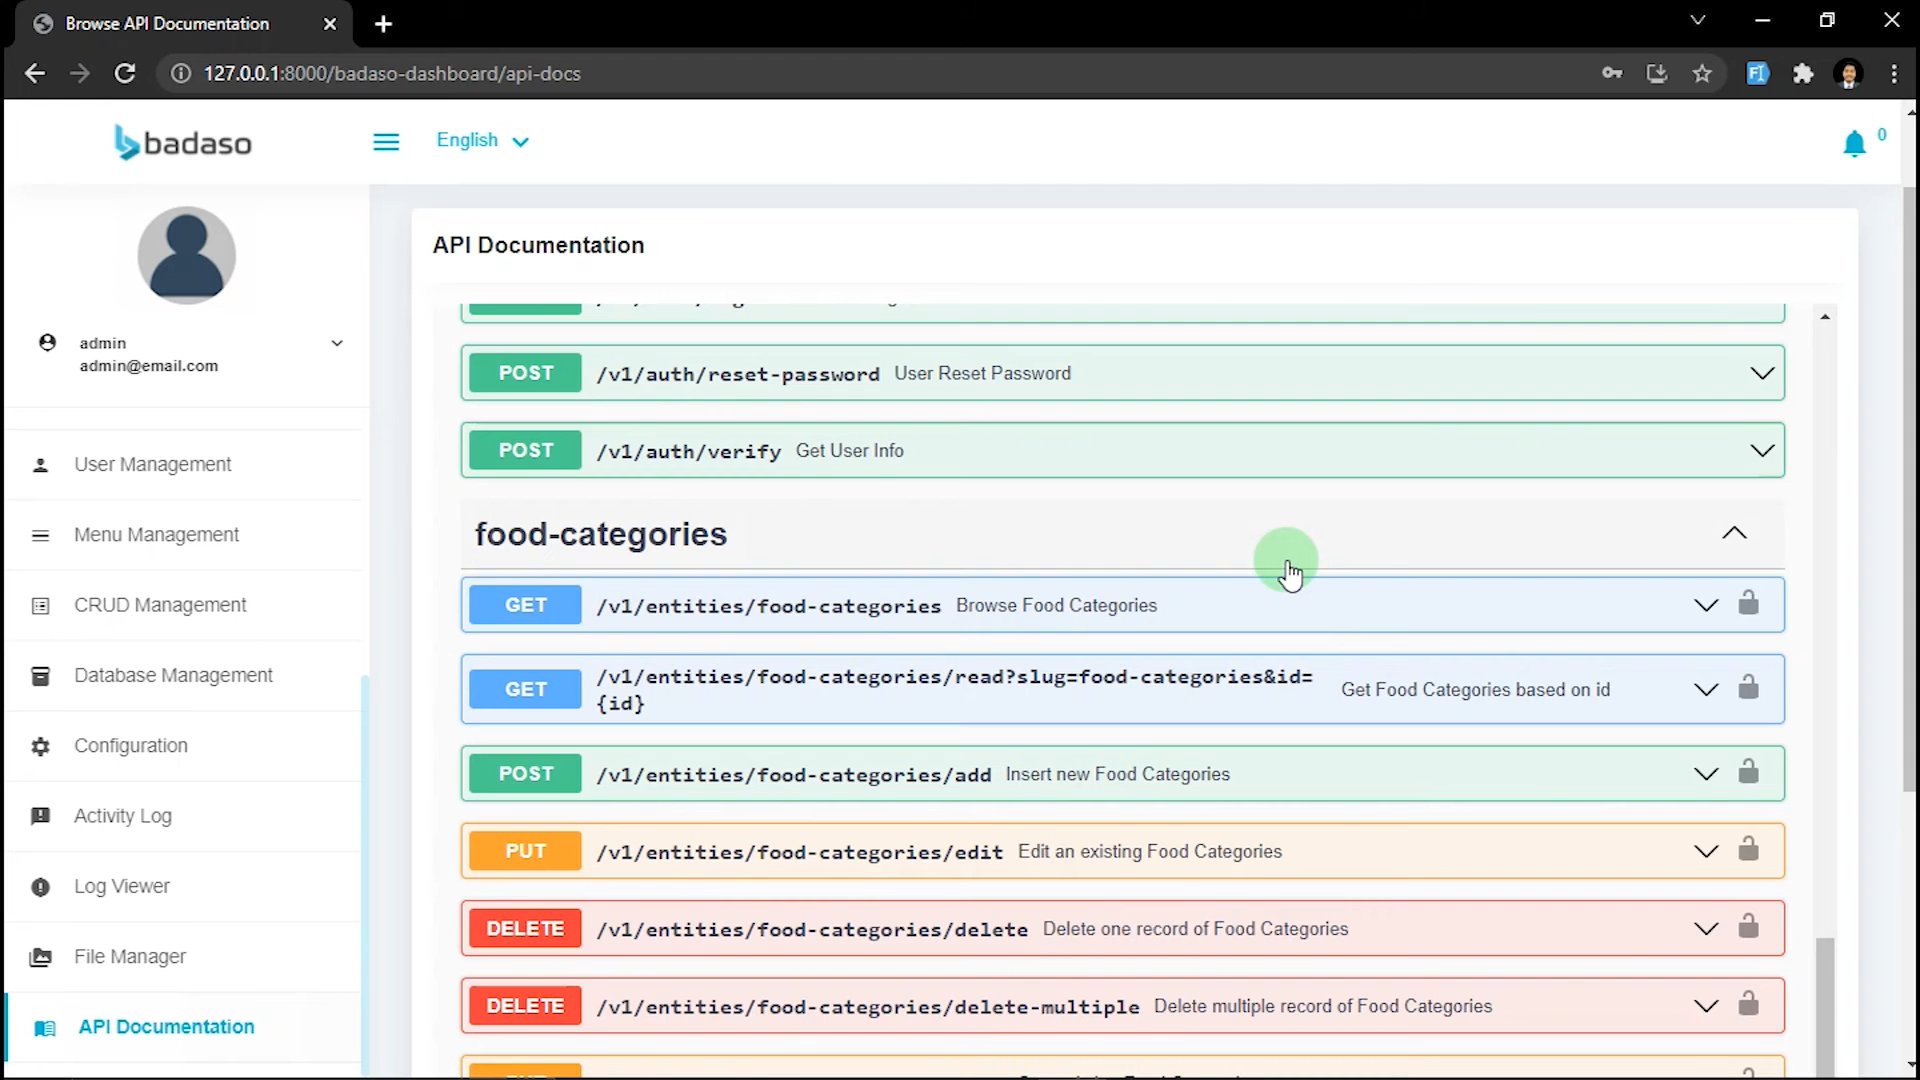 Browse API Documentation
127.0.0.1:8000/badaso-dashboard/api-docs
badaso
English
0
admin
admin@email.com
User Management
Menu Management
CRUD Management
Database Management
Configuration
Activity Log
Log Viewer
File Manager
API Documentation
API Documentation
POST /v1/auth/reset-password User Reset Password
POST /v1/auth/verify Get User Info
food-categories
GET /v1/entities/food-categories Browse Food Categories
GET /v1/entities/food-categories/read?slug=food-categories&id=
{id} Get Food Categories based on id
POST /v1/entities/food-categories/add Insert new Food Categories
PUT /v1/entities/food-categories/edit Edit an existing Food Categories
DELETE /v1/entities/food-categories/delete Delete one record of Food Categories
DELETE /v1/entities/food-categories/delete-multiple Delete multiple record of Food Categories